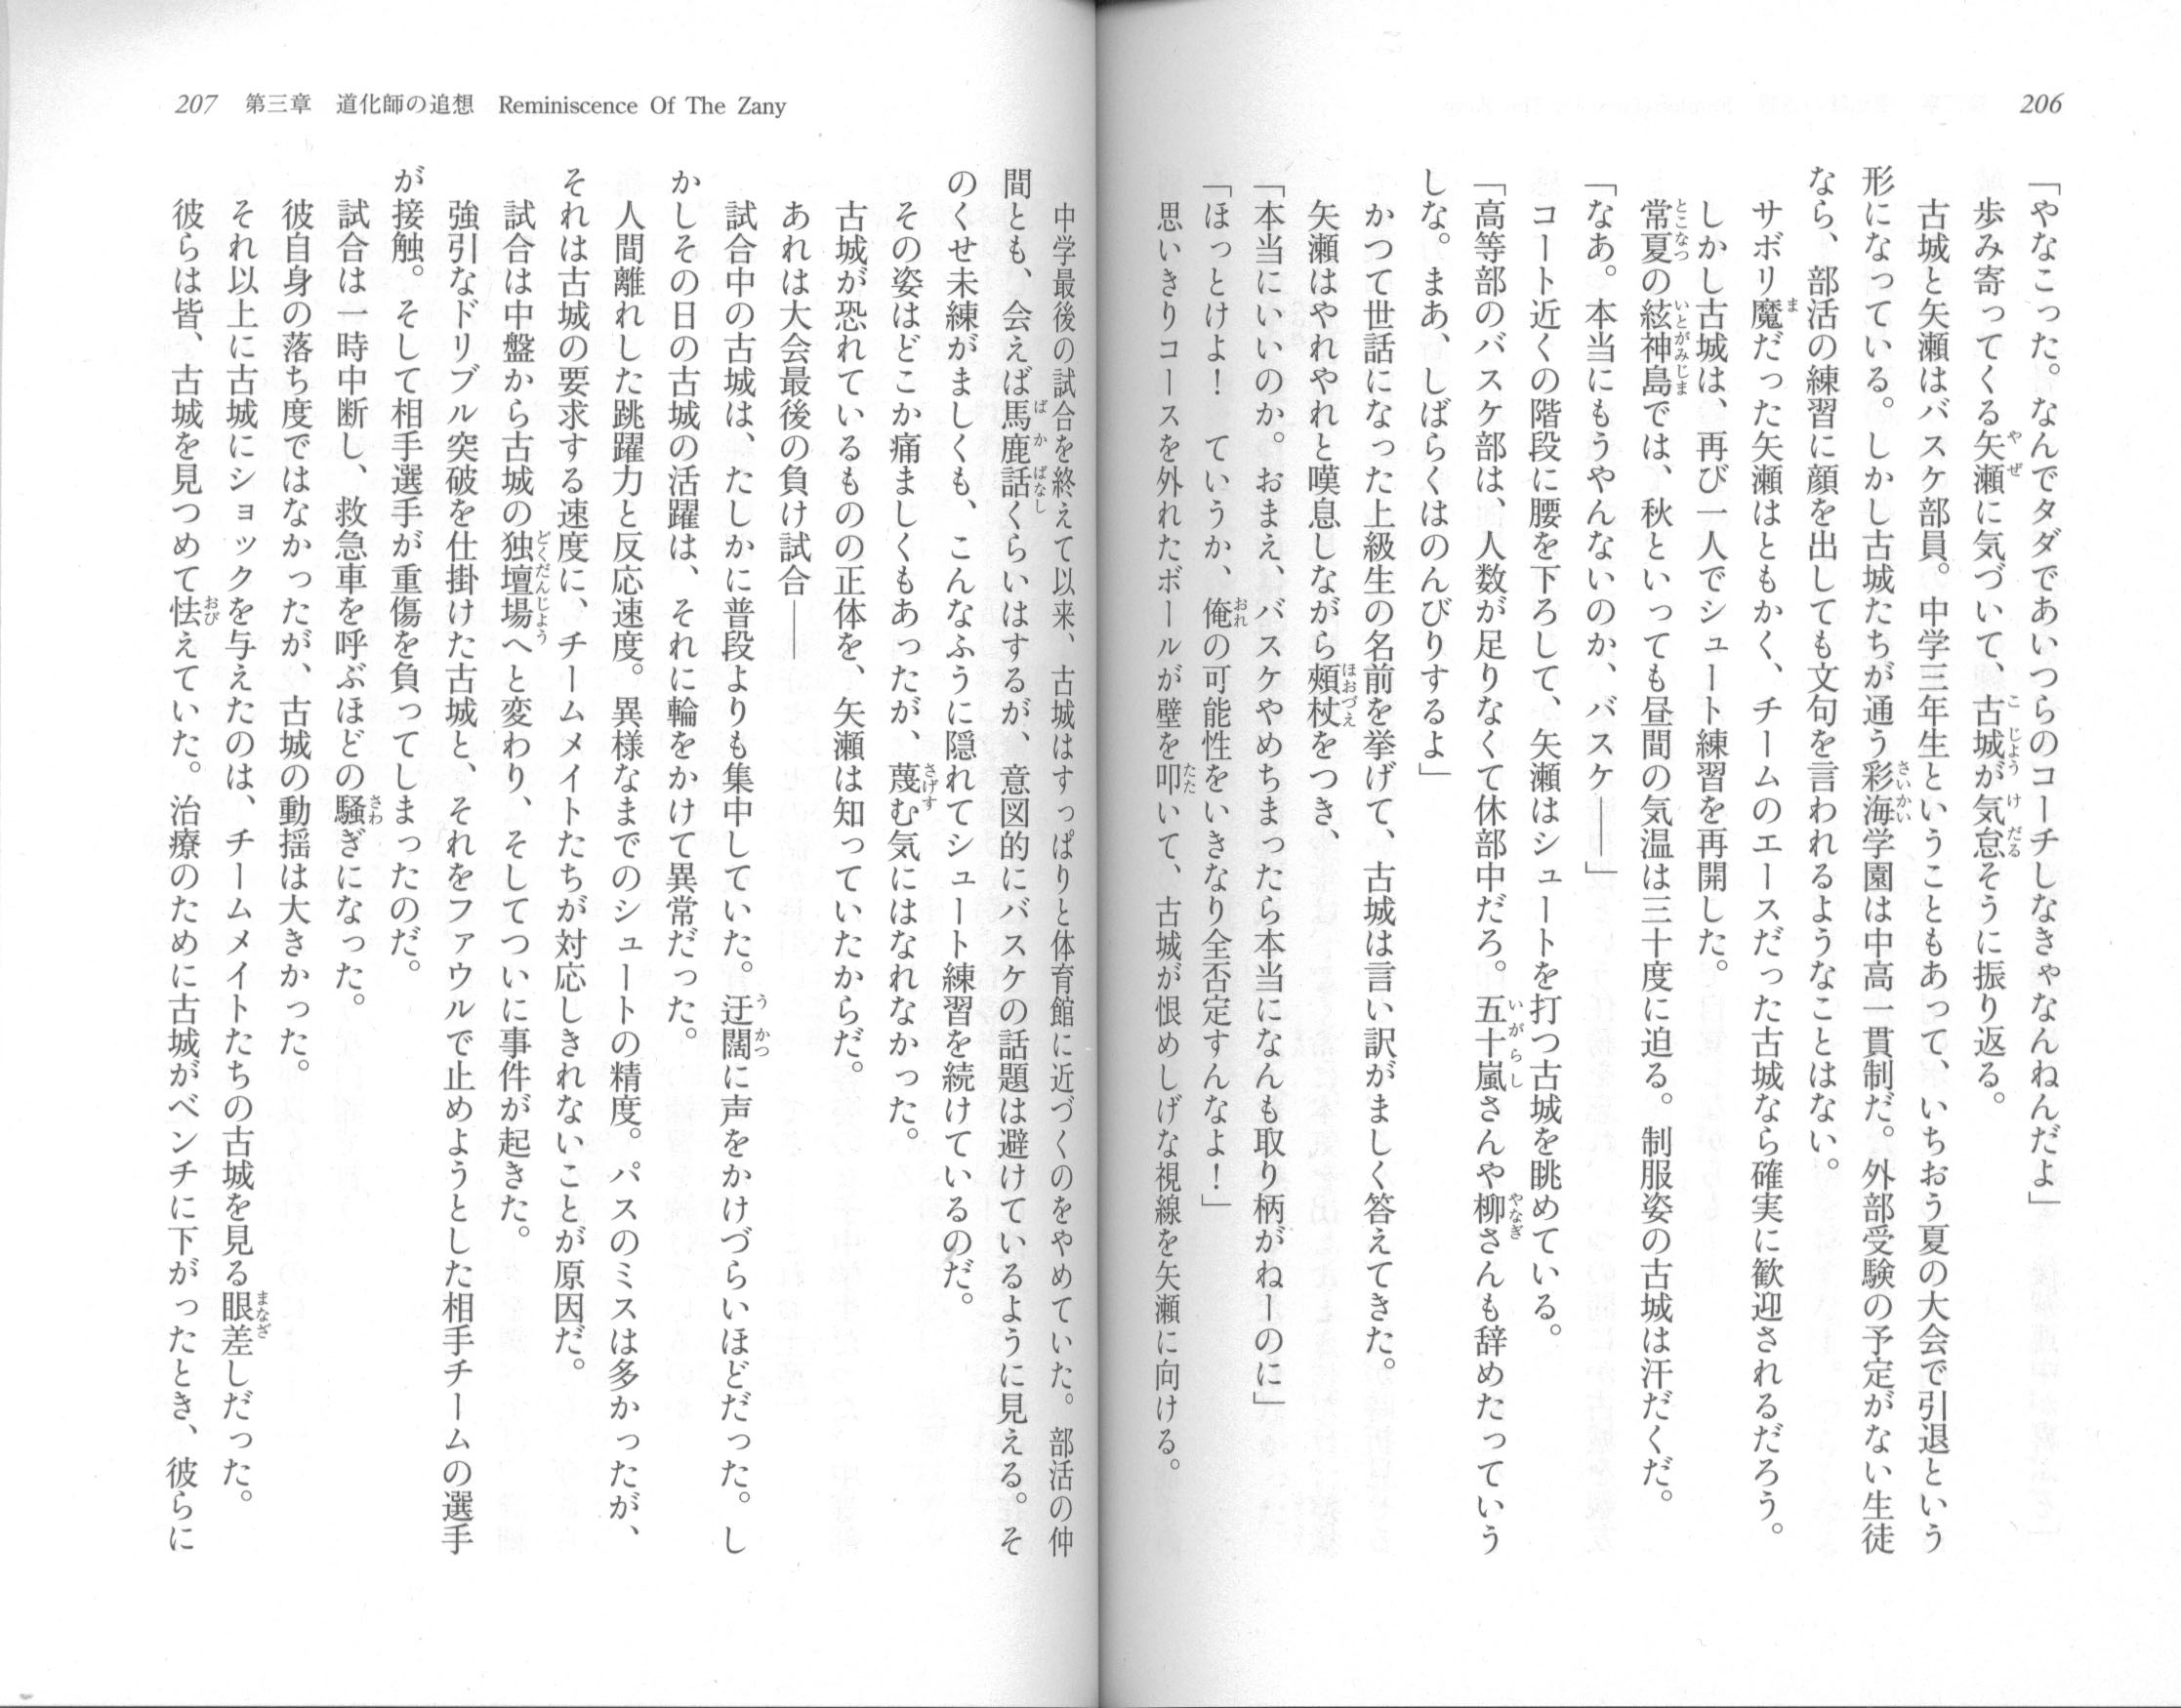 206
「やなこった。なんでタダであいつらのコーチしなきゃなんねんだよ」
歩み寄ってくる矢瀬に気づいて、古城が気怠そうに振り返る。
古城と矢瀬はバスケ部員。中学三年生ということもあって、いちおう夏の大会で引退という
形になっている。しかし古城たちが通う彩海学園は中高一貫制だ。外部受験の予定がない生徒
なら、部活の練習に顔を出しても文句を言われるようなことはない。
サボリ魔だった矢瀬はともかく、チームのエースだった古城なら確実に歓迎されるだろう。
しかし古城は、再び一人でシュート練習を再開した。
常夏の絃神島では、秋といっても昼間の気温は三十度に迫る。制服姿の古城は汗だくだ。
「なあ。本当にもうやんないのか、バスケ――」
コート近くの階段に腰を下ろして、矢瀬はシュートを打つ古城を眺めている。
「高等部のバスケ部は、人数が足りなくて休部中だろ。五十嵐さんや柳さんも辞めたっていう
しな。まあ、しばらくはのんびりするよ」
かつて世話になった上級生の名前を挙げて、古城は言い訳がましく答えてきた。
矢瀬はやれやれと嘆息しながら頬杖をつき、
「本当にいいのか。おまえ、バスケやめちまったら本当になんも取り柄がねーのに」
「ほっとけよ！　ていうか、俺の可能性をいきなり全否定すんなよ！」
思いきりコースを外れたボールが壁を叩いて、古城が恨めしげな視線を矢瀬に向ける。
207　第三章　道化師の追想　Reminiscence Of The Zany
中学最後の試合を終えて以来、古城はすっぱりと体育館に近づくのをやめていた。部活の仲
間とも、会えば馬鹿話くらいはするが、意図的にバスケの話題は避けているように見える。そ
のくせ未練がましくも、こんなふうに隠れてシュート練習を続けているのだ。
その姿はどこか痛ましくもあったが、蔑む気にはなれなかった。
古城が恐れているものの正体を、矢瀬は知っていたからだ。
あれは大会最後の負け試合――
試合中の古城は、たしかに普段よりも集中していた。迂闊に声をかけづらいほどだった。し
かしその日の古城の活躍は、それに輪をかけて異常だった。
人間離れした跳躍力と反応速度。異様なまでのシュートの精度。パスのミスは多かったが、
それは古城の要求する速度に、チームメイトたちが対応しきれないことが原因だ。
試合は中盤から古城の独壇場へと変わり、そしてついに事件が起きた。
強引なドリブル突破を仕掛けた古城と、それをファウルで止めようとした相手チームの選手
が接触。そして相手選手が重傷を負ってしまったのだ。
試合は一時中断し、救急車を呼ぶほどの騒ぎになった。
彼自身の落ち度ではなかったが、古城の動揺は大きかった。
それ以上に古城にショックを与えたのは、チームメイトたちの古城を見る眼差しだった。
彼らは皆、古城を見つめて怯えていた。治療のために古城がベンチに下がったとき、彼らに